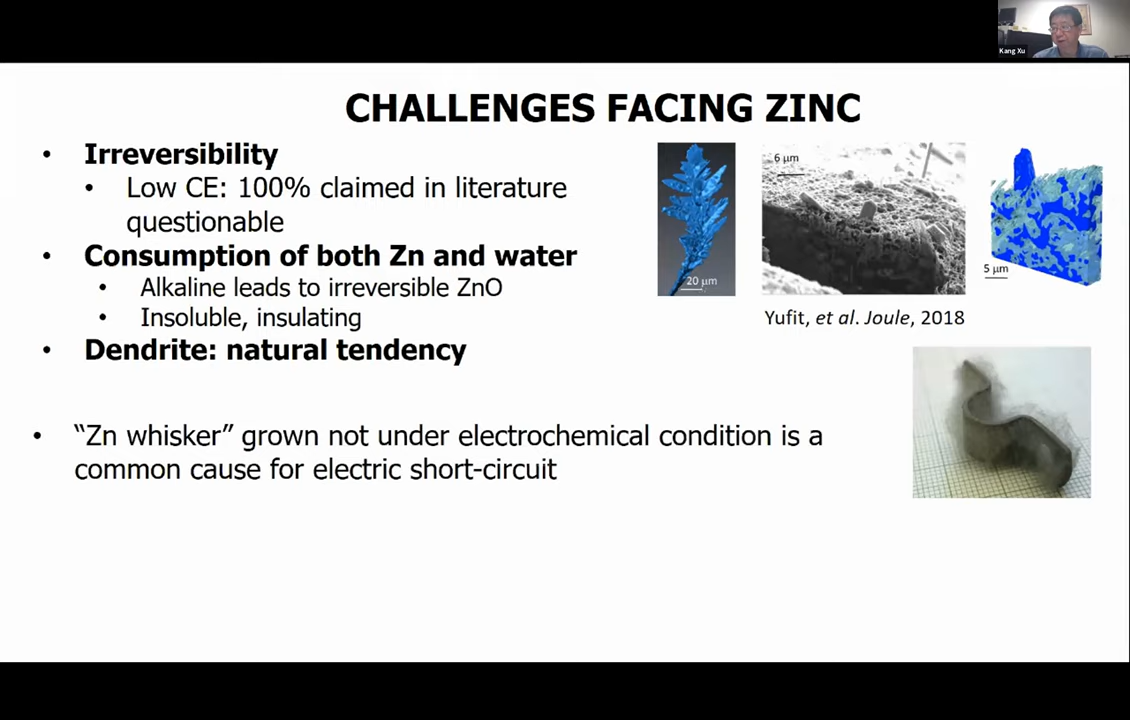 Kang Xu
CHALLENGES FACING ZINC
• Irreversibility
• Low CE: 100% claimed in literature
questionable
• Consumption of both Zn and water
• Alkaline leads to irreversible ZnO
• Insoluble, insulating
• Dendrite: natural tendency
20 μm
6 μm
5 μm
Yufit, et al. Joule, 2018
• “Zn whisker” grown not under electrochemical condition is a
common cause for electric short-circuit